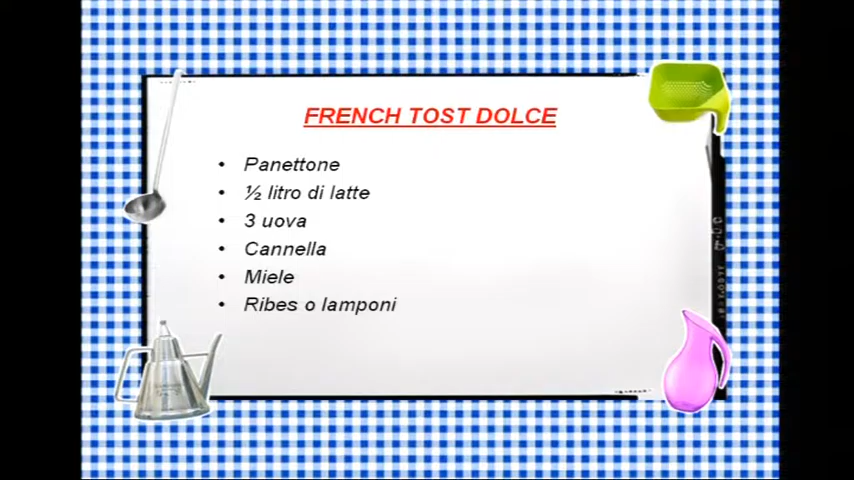 FRENCH TOST DOLCE
• Panettone
• ½ litro di latte
• 3 uova
• Cannella
• Miele
• Ribes o lamponi